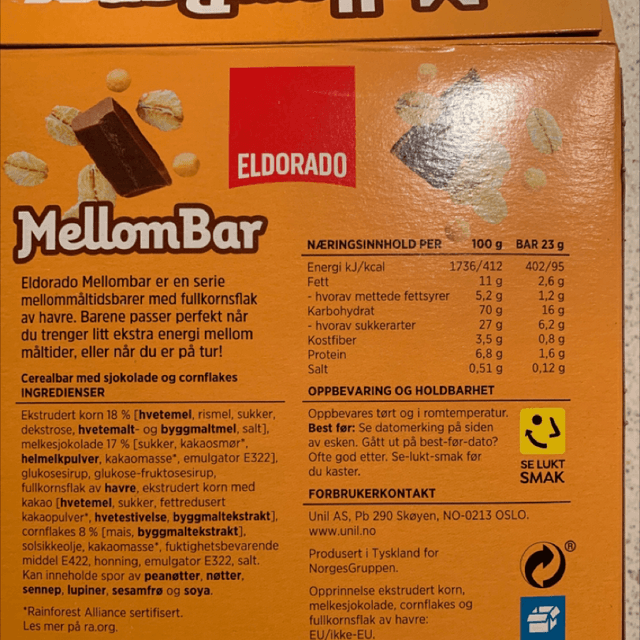 ELDORADO
MellomBar
Eldorado Mellombar er en serie
mellommåltidsbarer med fullkornsflak
av havre. Barene passer perfekt når
du trenger litt ekstra energi mellom
måltider, eller når du er på tur!
Cerealbar med sjokolade og cornflakes
INGREDIENSER
Ekstrudert korn 18 % [hvetemel, rismel, sukker,
dekstrose, hvetemalt- og byggmaltmel, salt],
melkesjokolade 17 % [sukker, kakaosmør*,
helmelkpulver, kakaomasse*, emulgator E322],
glukosesirup, glukose-fruktosesirup,
fullkornsflak av havre, ekstrudert korn med
kakao [hvetemel, sukker, fettredusert
kakaopulver*, hvetestivelse, byggmaltekstrakt],
cornflakes 8 % [mais, byggmaltekstrakt],
solsikkeolje, kakaomasse*, fuktighetsbevarende
middel E422, honning, emulgator E322, salt.
Kan inneholde spor av peanøtter, nøtter,
sennep, lupiner, sesamfrø og soya.
*Rainforest Alliance sertifisert.
Les mer på ra.org.
NÆRINGSINNHOLD PER 100 g BAR 23 g
Energi kJ/kcal 1736/412 402/95
Fett 11 g 2,6 g
- hvorav mettede fettsyrer 5,2 g 1,2 g
Karbohydrat 70 g 16 g
- hvorav sukkerarter 27 g 6,2 g
Kostfiber 3,5 g 0,8 g
Protein 6,8 g 1,6 g
Salt 0,51 g 0,12 g
OPPBEVARING OG HOLDBARHET
Oppbevares tørt og i romtemperatur.
Best før: Se datomerking på siden
av esken. Gått ut på best-før-dato?
Ofte god etter. Se-lukt-smak før
du kaster.
SE LUKT
SMAK
FORBRUKERKONTAKT
Unil AS, Pb 290 Skøyen, NO-0213 OSLO.
www.unil.no
Produsert i Tyskland for
NorgesGruppen.
Opprinnelse ekstrudert korn,
melkesjokolade, cornflakes og
fullkornsflak av havre:
EU/ikke-EU.
®